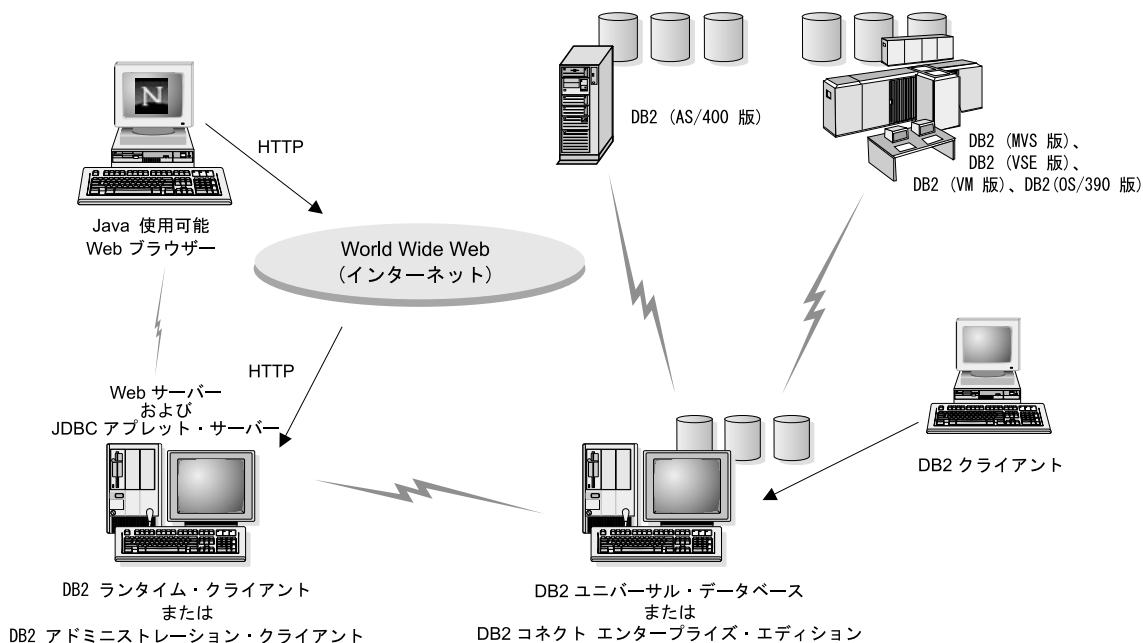 N
HTTP
Java 使用可能
Web ブラウザー
DB2 (AS/400 版)
DB2 (MVS 版)、
DB2 (VSE 版)、
DB2 (VM 版)、DB2(OS/390 版)
World Wide Web
(インターネット)
HTTP
Web サーバー
および
JDBC アプレット・サーバー
DB2 クライアント
DB2 ランタイム・クライアント
または
DB2 アドミニストレーション・クライアント
DB2 ユニバーサル・データベース
または
DB2 コネクト エンタープライズ・エディション